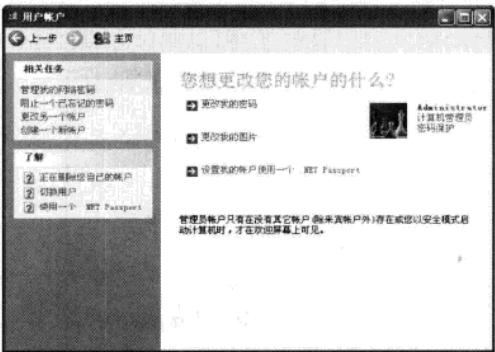 用户帐户
上一步 主页
相关任务
管理我的网络密码
阻止一个已忘记的密码
更改另一个帐户
创建一个新帐户
了解
正在删除您自己的帐户
切换用户
使用一个 .NET Passport
您想更改您的帐户的什么?
更改我的密码
更改我的图片
设置我的帐户使用一个 .NET Passport
Administrator
计算机管理员
密码保护
管理员帐户只有在没有其它帐户(除来宾帐户外)存在或您以安全模式启
动计算机时，才在欢迎屏幕上可见。